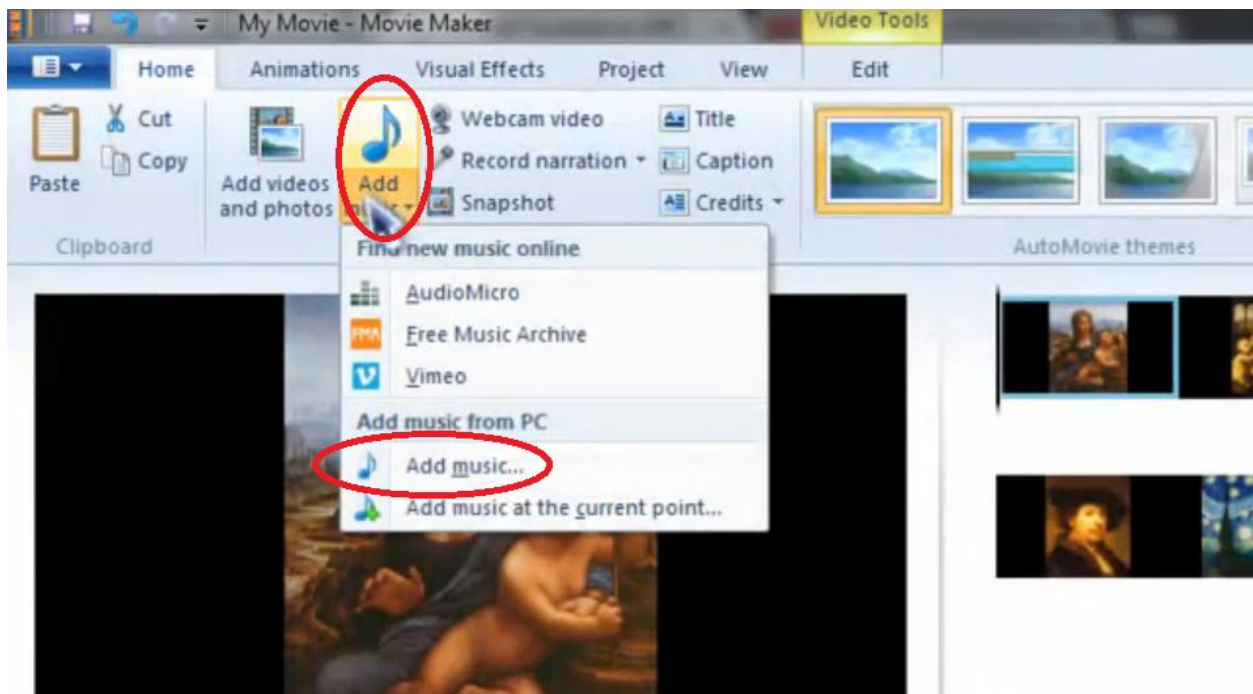 My Movie - Movie Maker
Video Tools
Home Animations Visual Effects Project View Edit
Cut
Copy
Paste
Clipboard
Add videos
and photos
Add
Webcam video
Record narration
Snapshot
Title
Caption
Credits
AutoMovie themes
Find new music online
AudioMicro
FMA Free Music Archive
Vimeo
Add music from PC
Add music...
Add music at the current point...